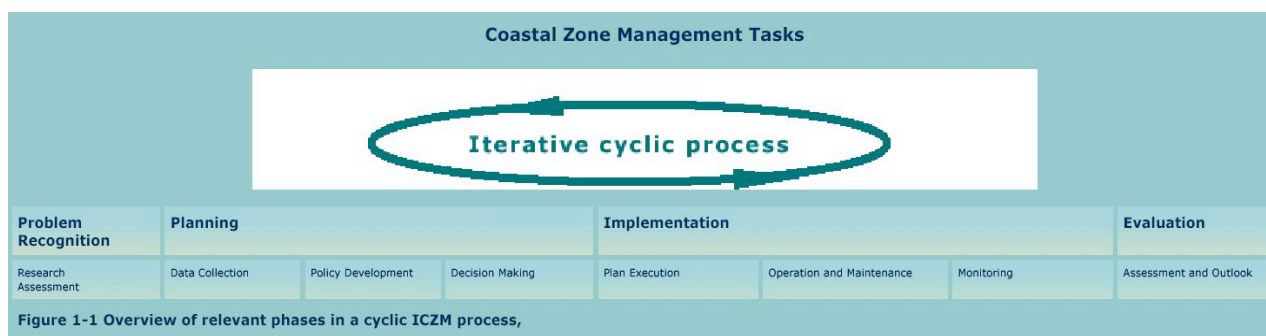 Coastal Zone Management Tasks
Iterative cyclic process
Problem
Recognition
Planning
Implementation
Evaluation
Research
Assessment
Data Collection
Policy Development
Decision Making
Plan Execution
Operation and Maintenance
Monitoring
Assessment and Outlook
Figure 1-1 Overview of relevant phases in a cyclic ICZM process,